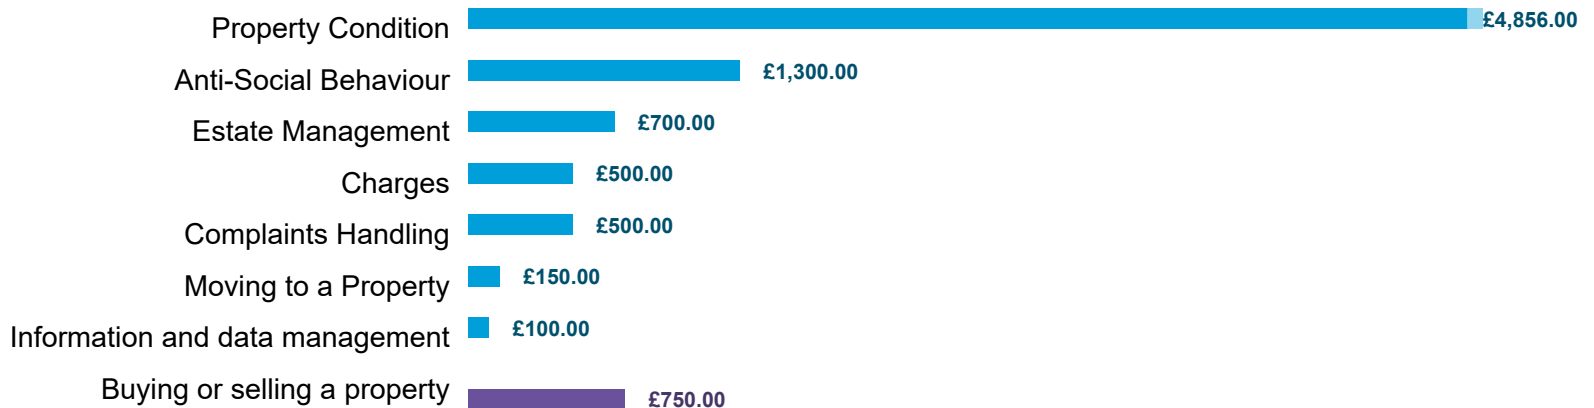 Property Condition £4,856.00
Anti-Social Behaviour £1,300.00
Estate Management £700.00
Charges £500.00
Complaints Handling £500.00
Moving to a Property £150.00
Information and data management £100.00
Buying or selling a property £750.00